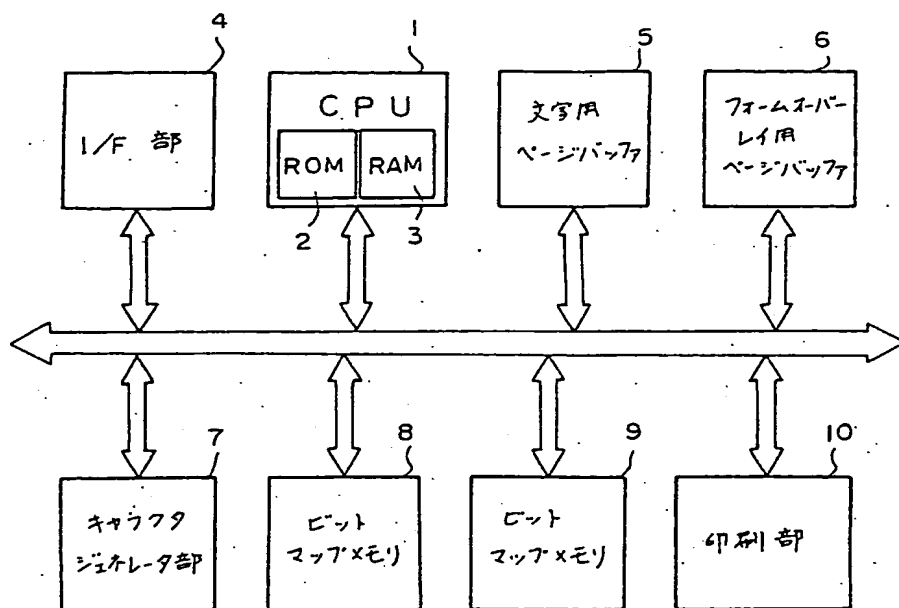 4
1
5
6
I/F 部
CPU
ROM
RAM
2
3
文字用
ページバッファ
フォームオーバー
レイ用
ページバッファ
7
8
9
10
キャラクタ
ジェネレータ部
ビット
マップメモリ
ビット
マップメモリ
印刷部